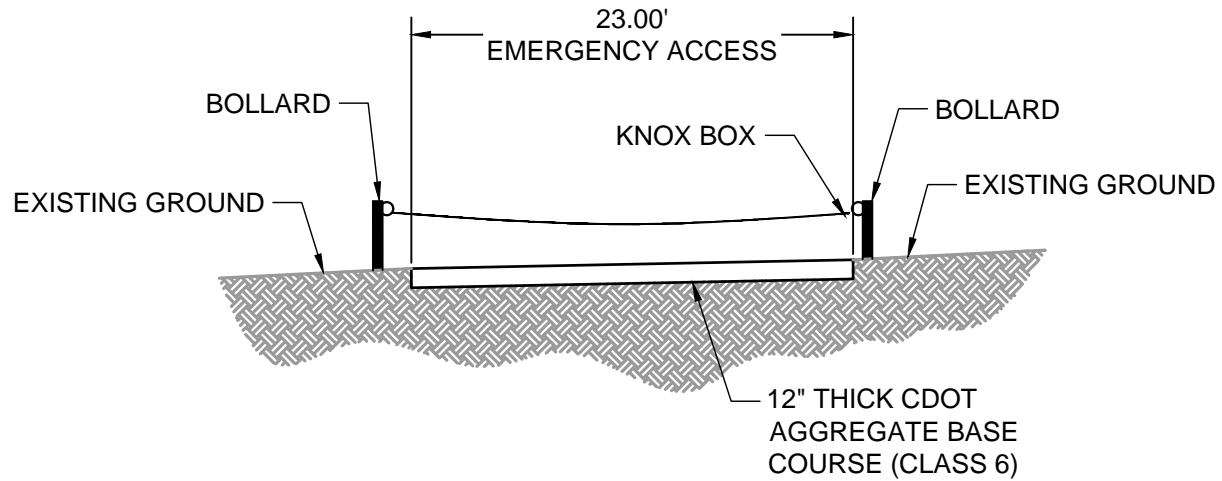 23.00'
EMERGENCY ACCESS
BOLLARD
BOLLARD
KNOX BOX
EXISTING GROUND
EXISTING GROUND
12" THICK CDOT
AGGREGATE BASE
COURSE (CLASS 6)